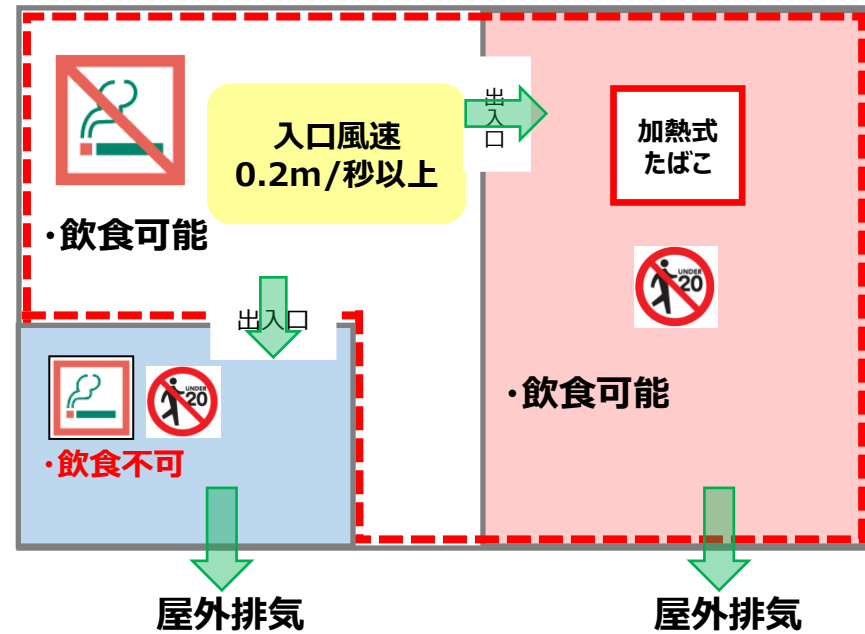 入口風速
0.2m/秒以上
出入口
加熱式
たばこ
・飲食可能
UNDER
20
出入口
・飲食可能
UNDER
20
・飲食不可
屋外排気
屋外排気